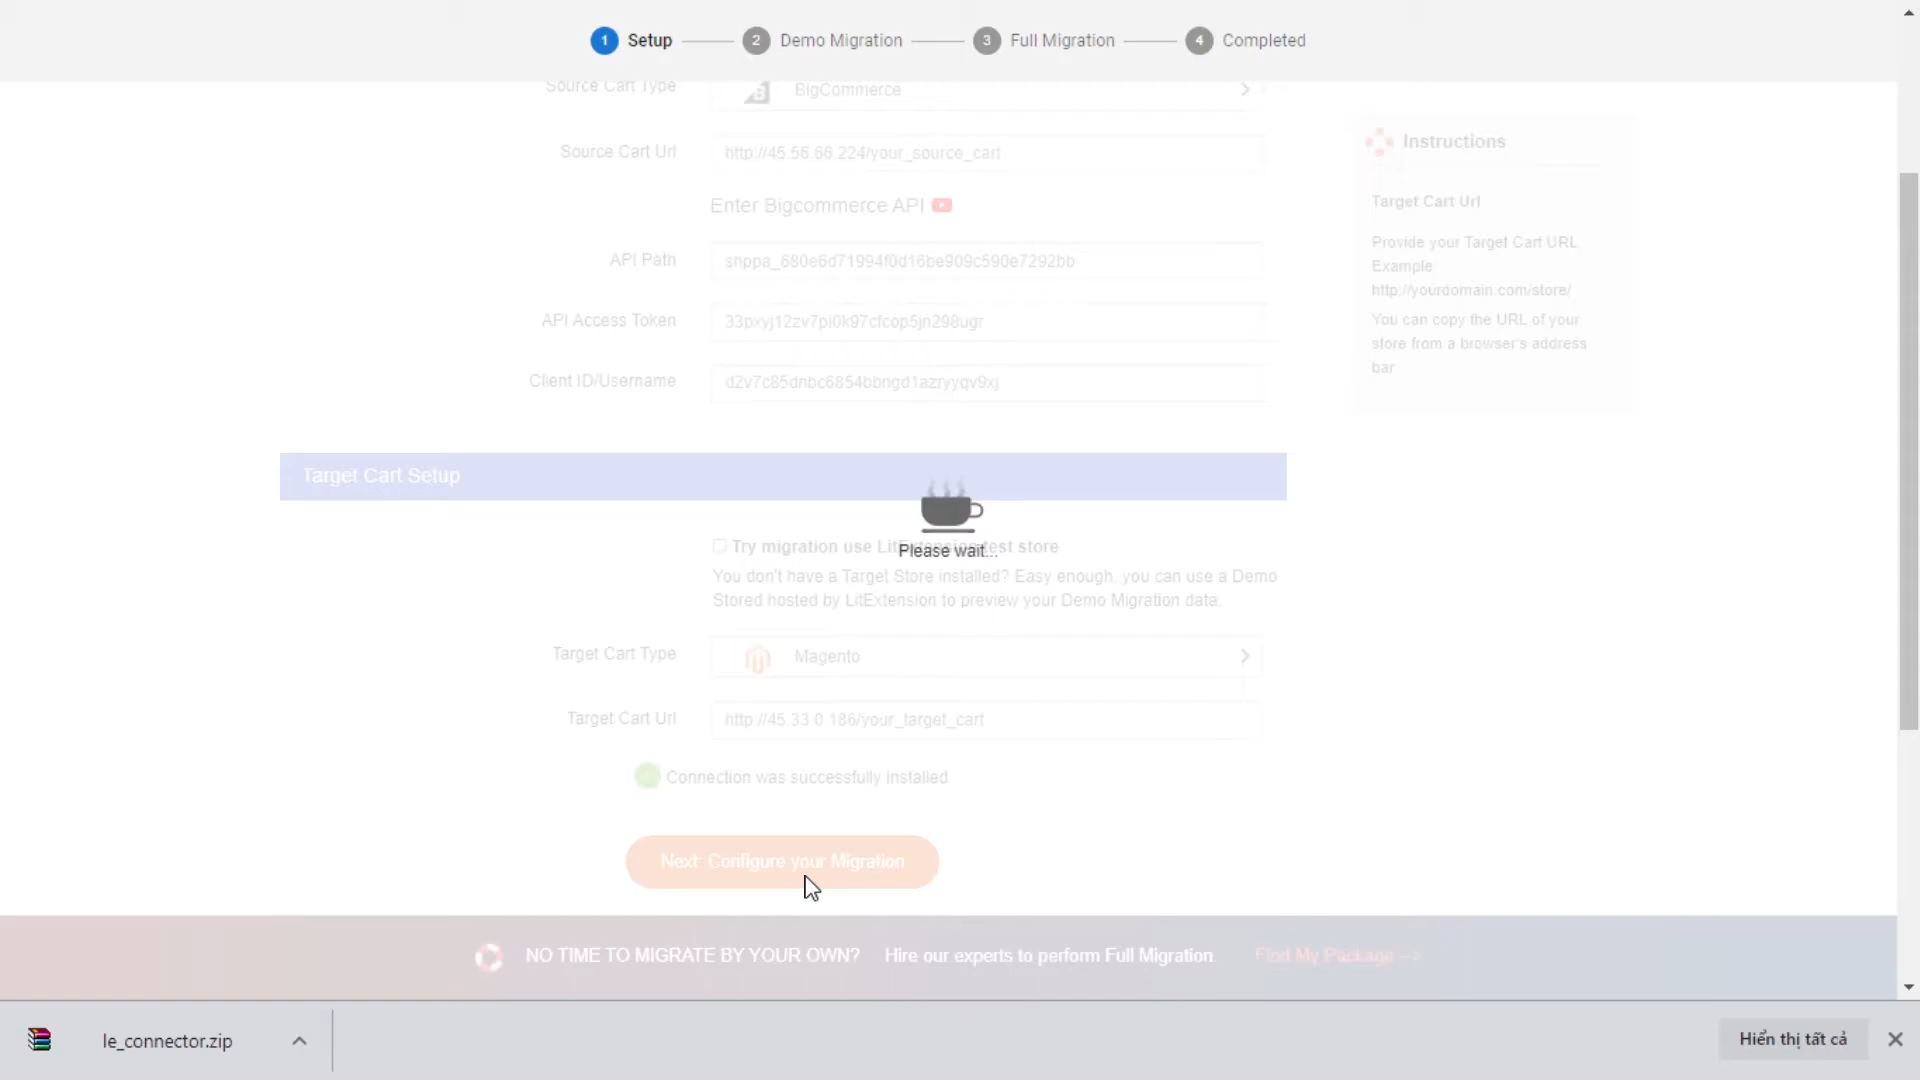 1 Setup 2 Demo Migration 3 Full Migration 4 Completed
Source Cart Type BigCommerce
Source Cart Url http://45.56.66.224/your_source_cart
Enter Bigcommerce API
API Path 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
API Access Token 33pxyj12zv7pi0k97cfcop5jn298ugr
Client ID/Username d2v7c85dnbc6854bbngd1azryyqv9xj
Instructions
Target Cart Url
Provide your Target Cart URL.
Example:
http://yourdomain.com/store/
You can copy the URL of your
store from a browser's address
bar
Target Cart Setup
Try migration use LitExtension test store
Please wait...
You don't have a Target Store installed? Easy enough, you can use a Demo
Stored hosted by LitExtension to preview your Demo Migration data.
Target Cart Type Magento
Target Cart Url http://45.33.0.186/your_target_cart
Connection was successfully installed
Next: Configure your Migration
NO TIME TO MIGRATE BY YOUR OWN? Hire our experts to perform Full Migration. Find My Package -->
le_connector.zip
Hiển thị tất cả